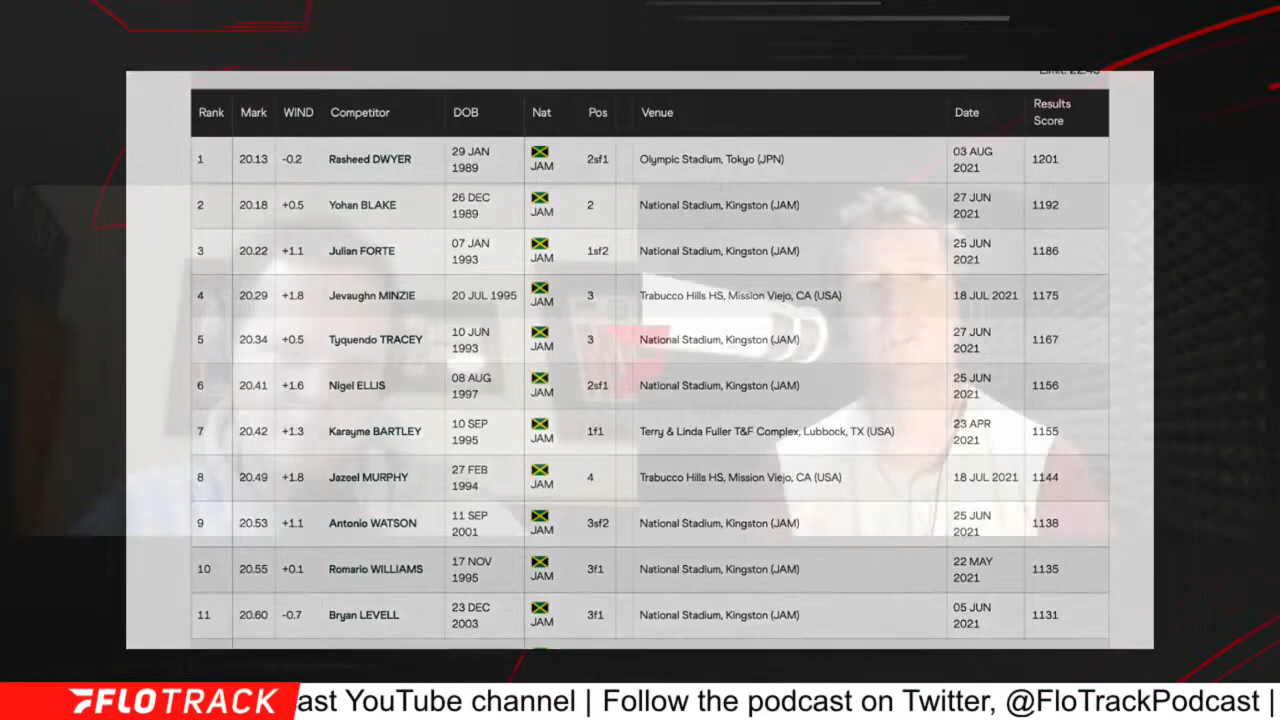 Limit: 22.40
Rank Mark WIND Competitor DOB Nat Pos Venue Date Results Score
1 20.13 -0.2 Rasheed DWYER 29 JAN 1989 JAM 2sf1 Olympic Stadium, Tokyo (JPN) 03 AUG 2021 1201
2 20.18 +0.5 Yohan BLAKE 26 DEC 1989 JAM 2 National Stadium, Kingston (JAM) 27 JUN 2021 1192
3 20.22 +1.1 Julian FORTE 07 JAN 1993 JAM 1sf2 National Stadium, Kingston (JAM) 25 JUN 2021 1186
4 20.29 +1.8 Jevaughn MINZIE 20 JUL 1995 JAM 3 Trabucco Hills HS, Mission Viejo, CA (USA) 18 JUL 2021 1175
5 20.34 +0.5 Tyquendo TRACEY 10 JUN 1993 JAM 3 National Stadium, Kingston (JAM) 27 JUN 2021 1167
6 20.41 +1.6 Nigel ELLIS 08 AUG 1997 JAM 2sf1 National Stadium, Kingston (JAM) 25 JUN 2021 1156
7 20.42 +1.3 Karayme BARTLEY 10 SEP 1995 JAM 1f1 Terry & Linda Fuller T&F Complex, Lubbock, TX (USA) 23 APR 2021 1155
8 20.49 +1.8 Jazeel MURPHY 27 FEB 1994 JAM 4 Trabucco Hills HS, Mission Viejo, CA (USA) 18 JUL 2021 1144
9 20.53 +1.1 Antonio WATSON 11 SEP 2001 JAM 3sf2 National Stadium, Kingston (JAM) 25 JUN 2021 1138
10 20.55 +0.1 Romario WILLIAMS 17 NOV 1995 JAM 3f1 National Stadium, Kingston (JAM) 22 MAY 2021 1135
11 20.60 -0.7 Bryan LEVELL 23 DEC 2003 JAM 3f1 National Stadium, Kingston (JAM) 05 JUN 2021 1131
FLOTRACK ast YouTube channel | Follow the podcast on Twitter, @FloTrackPodcast |